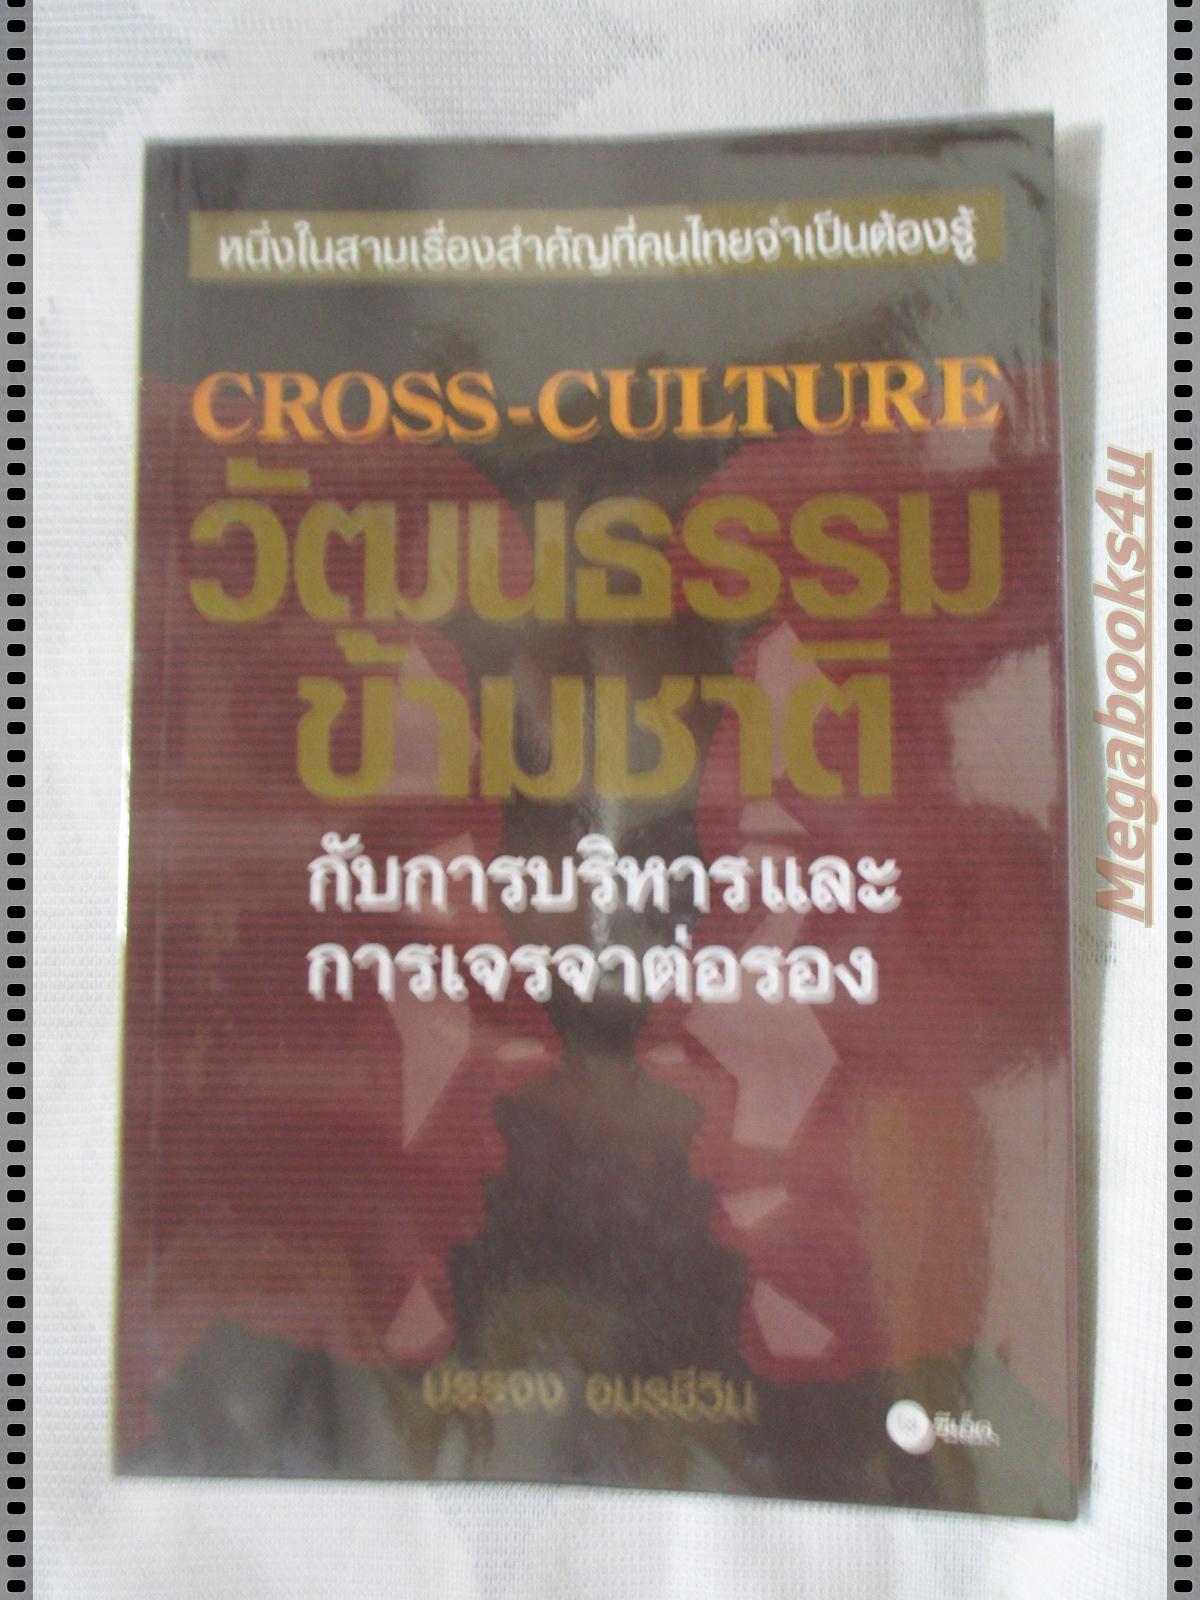 หนึ่งในสามเรื่องสำคัญที่คนไทยจำเป็นต้องรู้
CROSS-CULTURE
วัฒนธรรม
ข้ามชาติ
กับการบริหารและ
การเจรจาต่อรอง
บรรจง อมรชีวิน
ซีเอ็ด
Megabooks4u